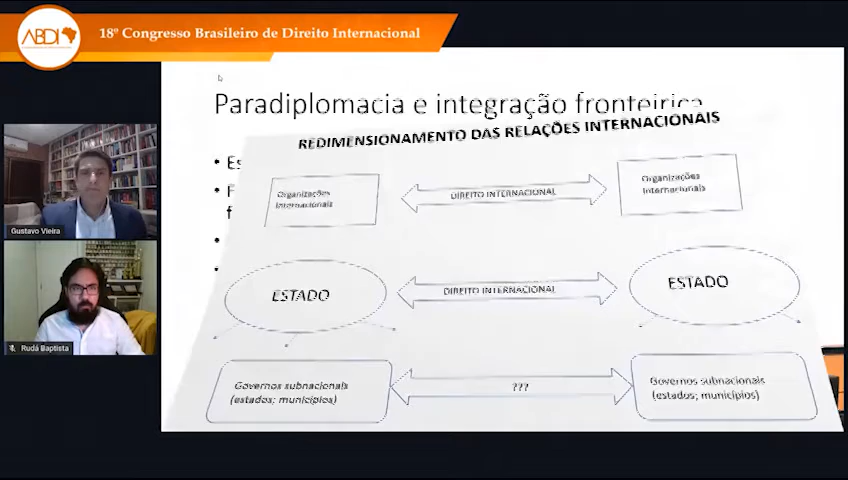 ABDI
18º Congresso Brasileiro de Direito Internacional
Paradiplomacia e integração fronteiriça
REDIMENSIONAMENTO DAS RELAÇÕES INTERNACIONAIS
Organizações
Internacionais
DIREITO INTERNACIONAL
Organizações
Internacionais
ESTADO
DIREITO INTERNACIONAL
ESTADO
Governos subnacionais
(estados; municípios)
???
Governos subnacionais
(estados; municípios)
Gustavo Vieira
Rudá Baptista